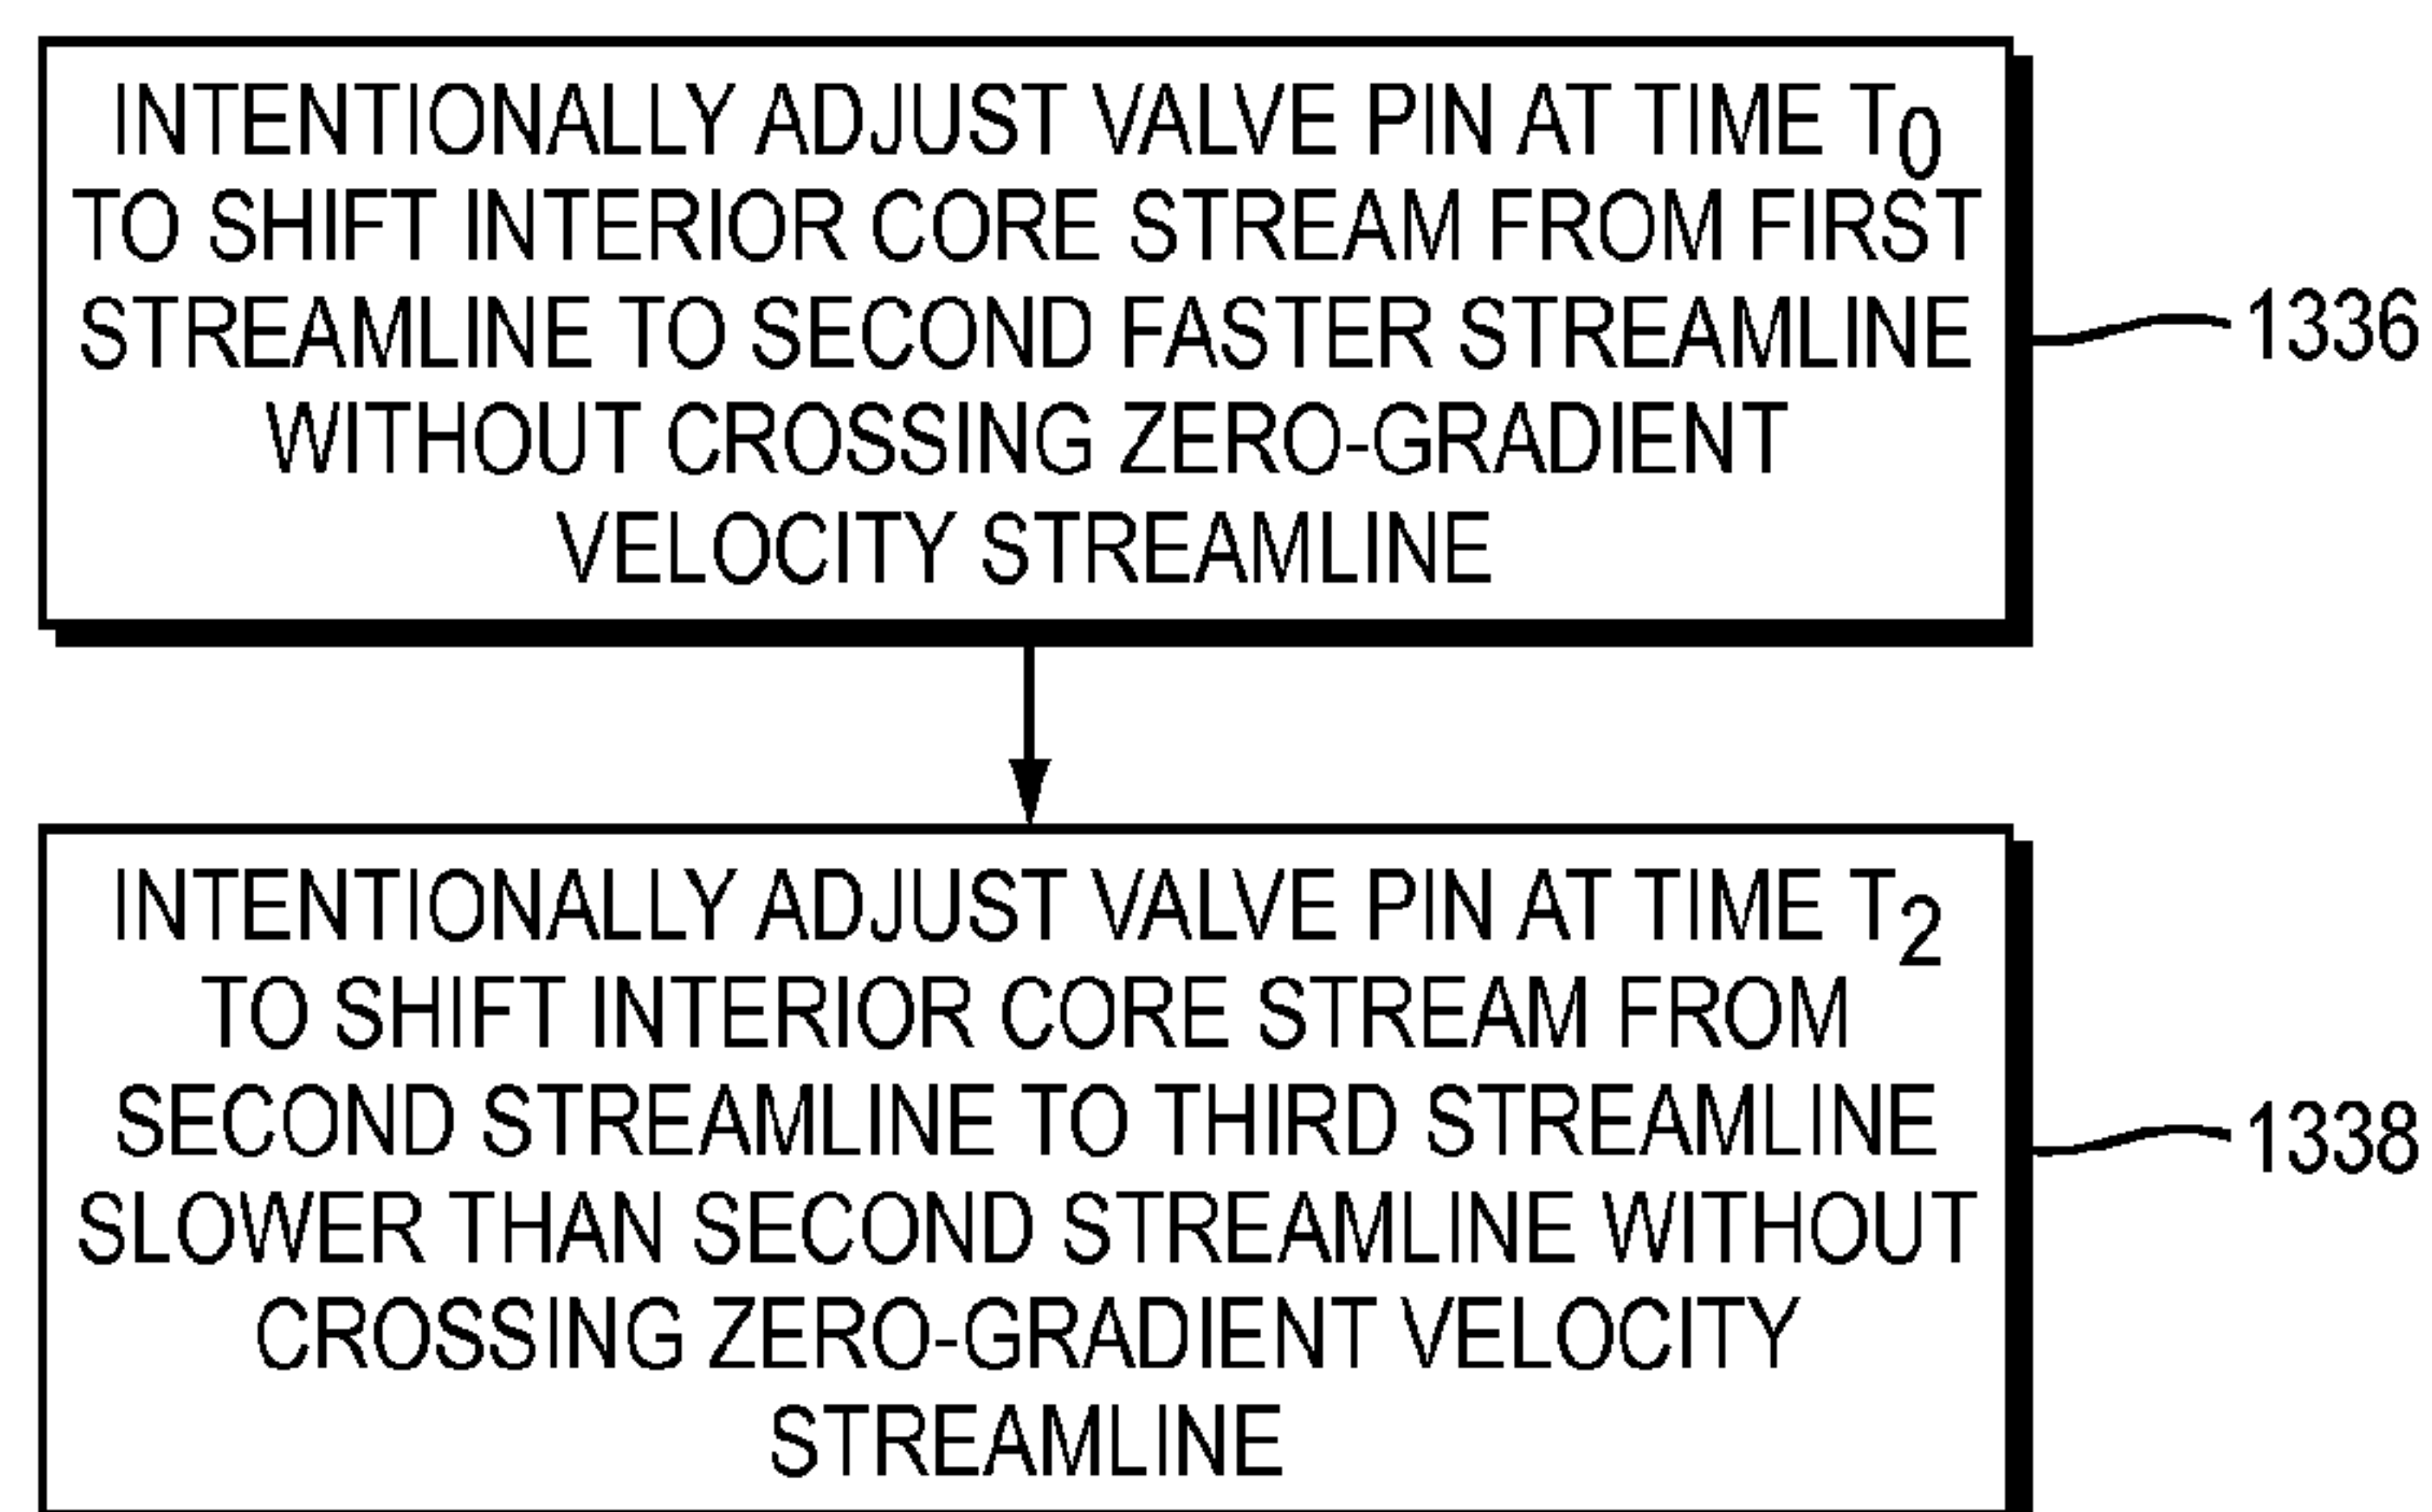 INTENTIONALLY ADJUST VALVE PIN AT TIME T0
TO SHIFT INTERIOR CORE STREAM FROM FIRST
STREAMLINE TO SECOND FASTER STREAMLINE
WITHOUT CROSSING ZERO-GRADIENT
VELOCITY STREAMLINE
1336
INTENTIONALLY ADJUST VALVE PIN AT TIME T2
TO SHIFT INTERIOR CORE STREAM FROM
SECOND STREAMLINE TO THIRD STREAMLINE
SLOWER THAN SECOND STREAMLINE WITHOUT
CROSSING ZERO-GRADIENT VELOCITY
STREAMLINE
1338